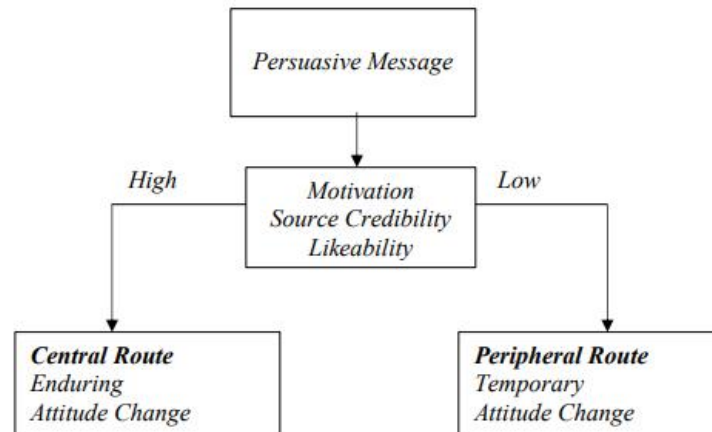 Persuasive Message
High
Low
Motivation
Source Credibility
Likeability
Central Route
Enduring
Attitude Change
Peripheral Route
Temporary
Attitude Change